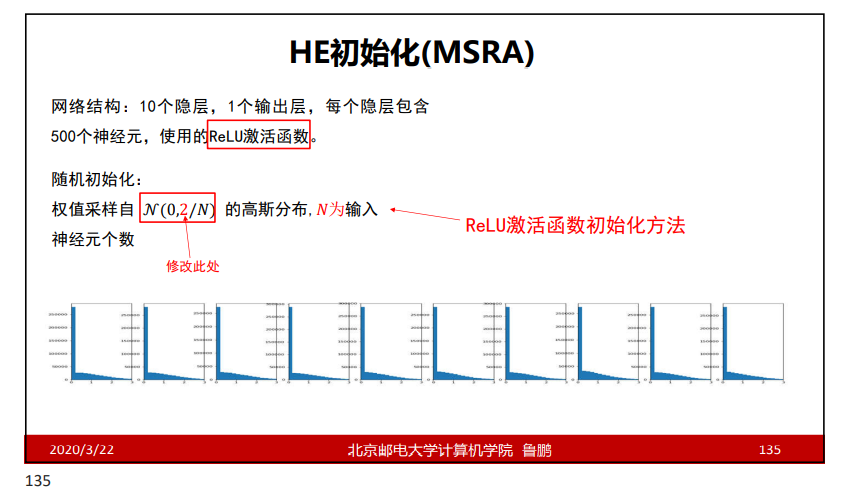 HE初始化(MSRA)
网络结构：10个隐层，1个输出层，每个隐层包含
500个神经元，使用的ReLU激活函数。
随机初始化：
权值采样自 𝒩(0,2/N) 的高斯分布,N为输入
神经元个数
ReLU激活函数初始化方法
修改此处
2020/3/22
北京邮电大学计算机学院 鲁鹏
135
135